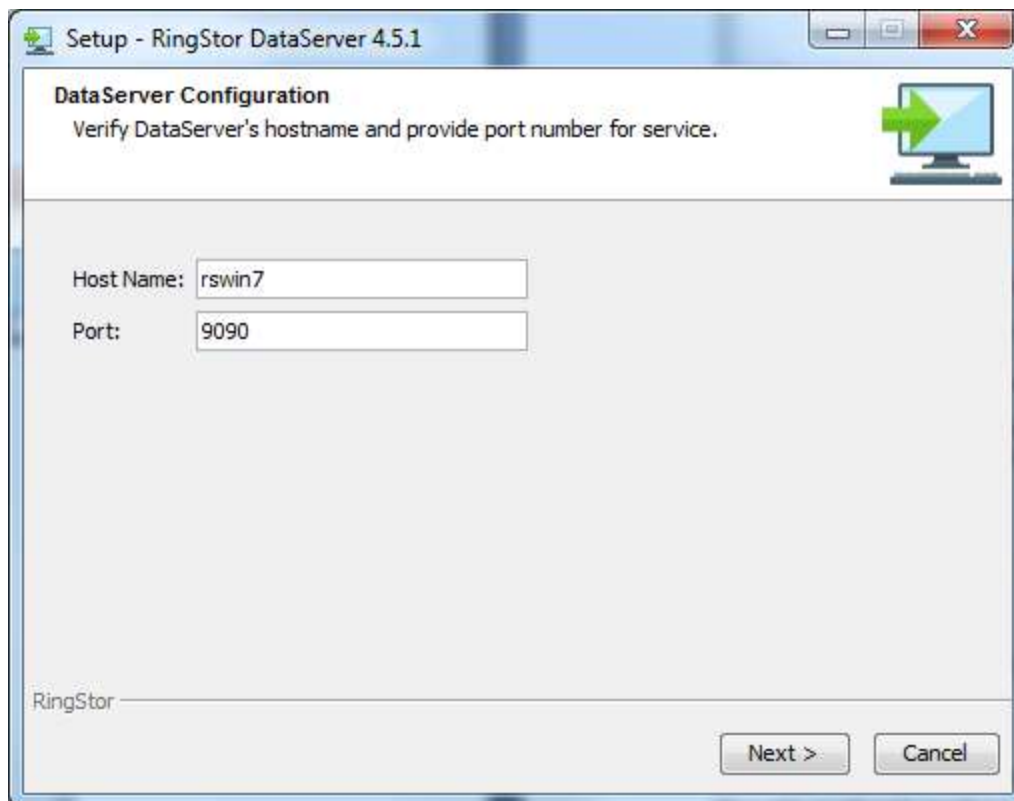 Setup - RingStor DataServer 4.5.1
DataServer Configuration
Verify DataServer's hostname and provide port number for service.
Host Name: rswin7
Port: 9090
RingStor
Next > Cancel